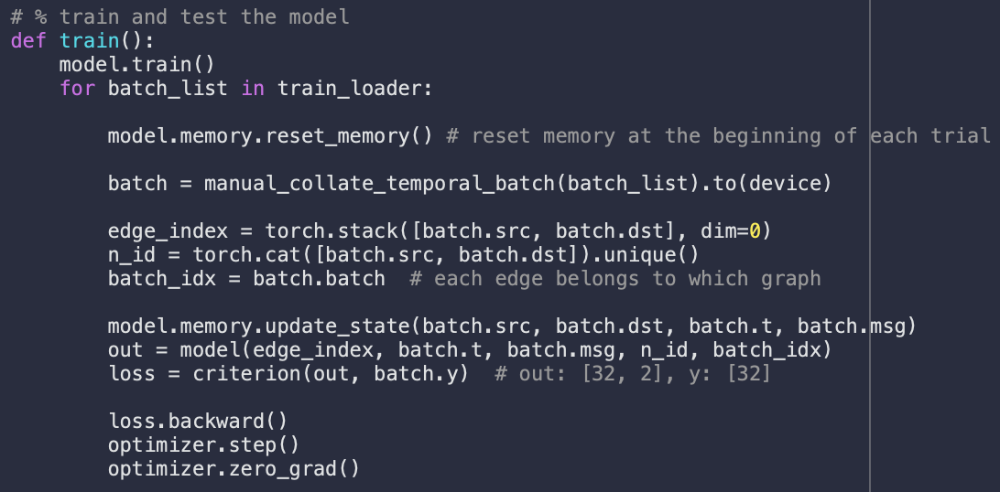 # % train and test the model
def train():
    model.train()
    for batch_list in train_loader:

        model.memory.reset_memory() # reset memory at the beginning of each trial

        batch = manual_collate_temporal_batch(batch_list).to(device)

        edge_index = torch.stack([batch.src, batch.dst], dim=0)
        n_id = torch.cat([batch.src, batch.dst]).unique()
        batch_idx = batch.batch  # each edge belongs to which graph

        model.memory.update_state(batch.src, batch.dst, batch.t, batch.msg)
        out = model(edge_index, batch.t, batch.msg, n_id, batch_idx)
        loss = criterion(out, batch.y)  # out: [32, 2], y: [32]

        loss.backward()
        optimizer.step()
        optimizer.zero_grad()